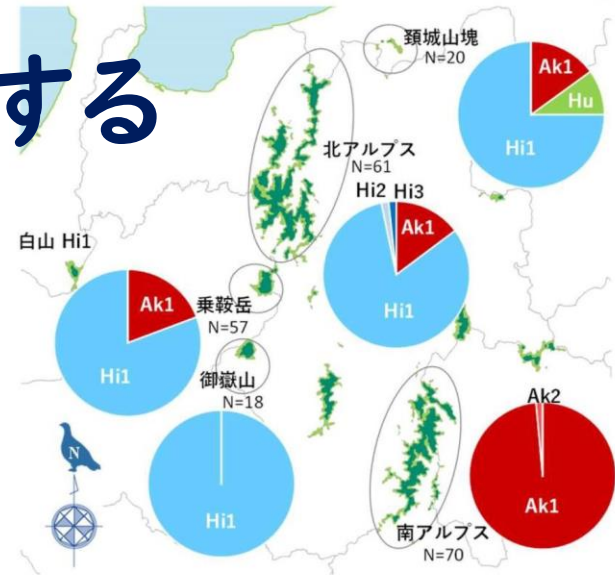 する
頚城山塊
N=20
Ak1
Hu
Hi1
北アルプス
N=61
Hi2 Hi3
Ak1
Hi1
白山 Hi1
乗鞍岳
N=57
Ak1
Hi1
御嶽山
N=18
Hi1
N
南アルプス
N=70
Ak2
Ak1